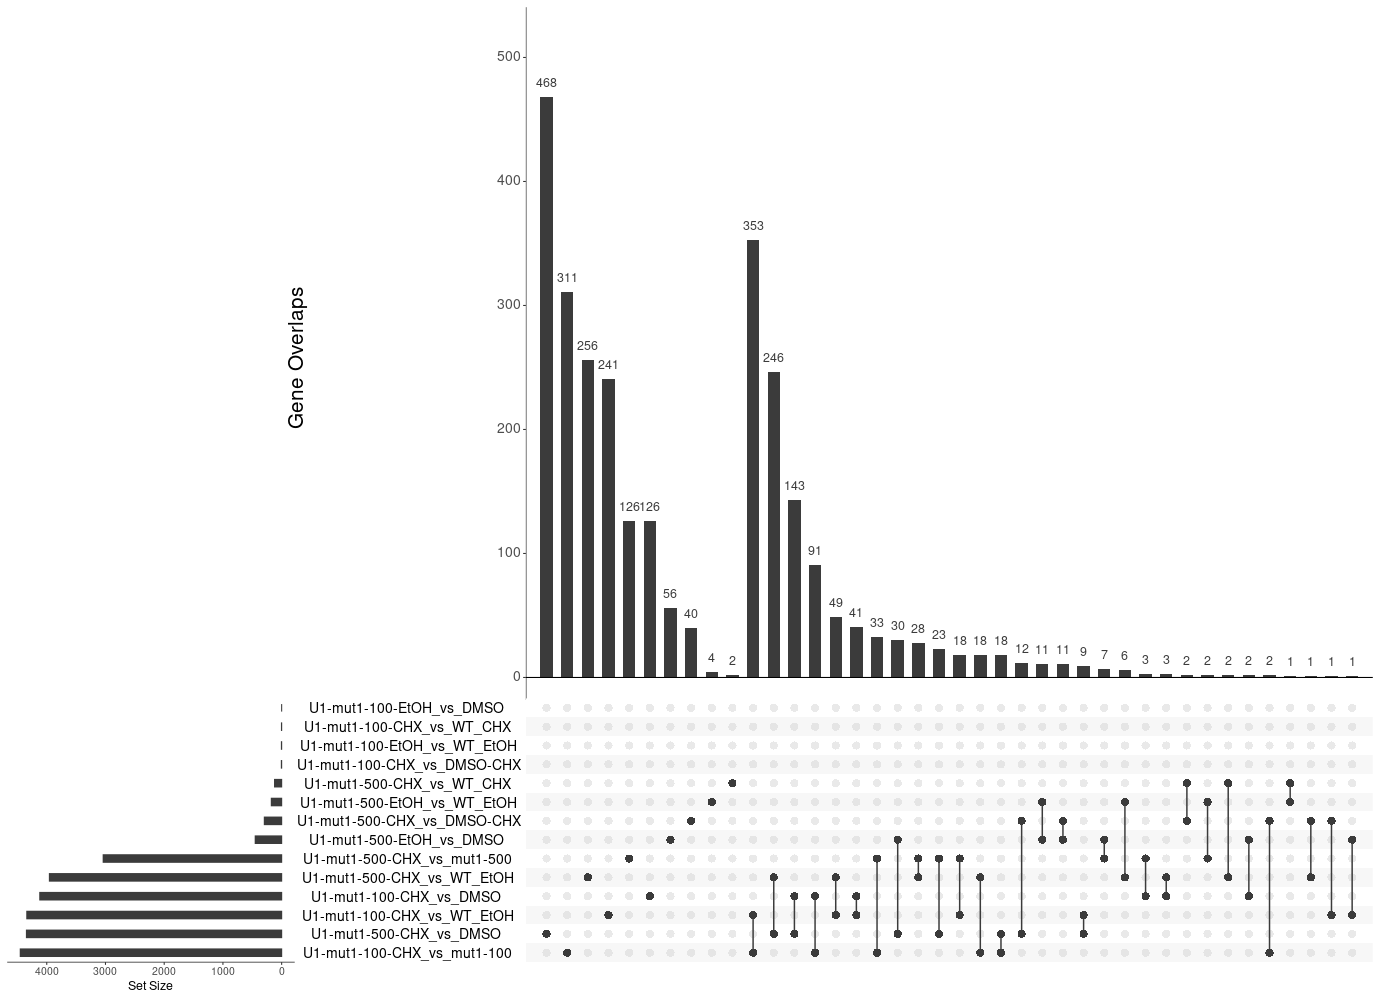 500
400
300
200
100
0
Gene Overlaps
468
311
256
241
126
126
56
40
4
2
353
246
143
91
49
41
33
30
28
23
18
18
18
12
11
11
9
7
6
3
3
2
2
2
2
2
1
1
1
1
U1-mut1-100-EtOH_vs_DMSO
U1-mut1-100-CHX_vs_WT_CHX
U1-mut1-100-EtOH_vs_WT_EtOH
U1-mut1-100-CHX_vs_DMSO-CHX
U1-mut1-500-CHX_vs_WT_CHX
U1-mut1-500-EtOH_vs_WT_EtOH
U1-mut1-500-CHX_vs_DMSO-CHX
U1-mut1-500-EtOH_vs_DMSO
U1-mut1-500-CHX_vs_mut1-500
U1-mut1-500-CHX_vs_WT_EtOH
U1-mut1-100-CHX_vs_DMSO
U1-mut1-100-CHX_vs_WT_EtOH
U1-mut1-500-CHX_vs_DMSO
U1-mut1-100-CHX_vs_mut1-100
4000 3000 2000 1000 0
Set Size